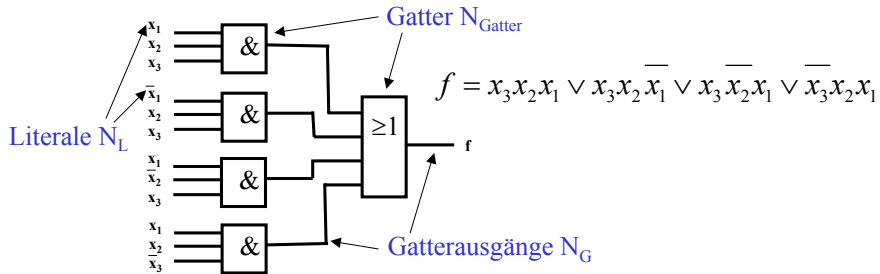 Gatter N_Gatter
x₁
x₂
x₃
&
x̅₁
x₂
x₃
&
x₁
x̅₂
x₃
&
x₁
x₂
x̅₃
&
≥1
f
f = x₃x₂x₁ ∨ x₃x₂x̅₁ ∨ x₃x̅₂x₁ ∨ x̅₃x₂x₁
Literale N_L
Gatterausgänge N_G